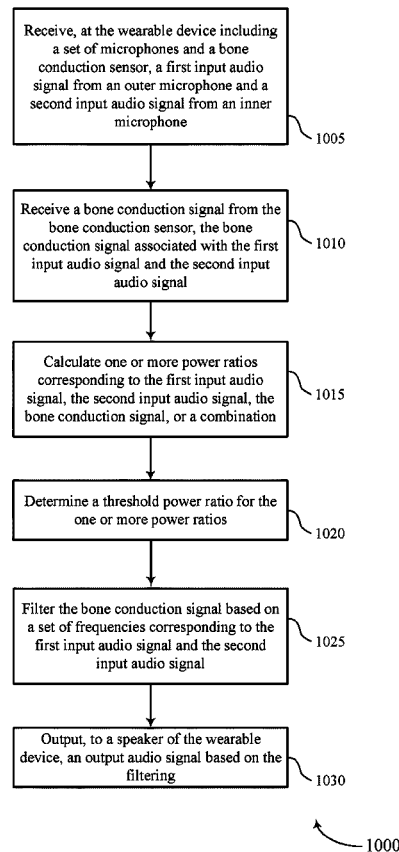 Receive, at the wearable device including
a set of microphones and a bone
conduction sensor, a first input audio
signal from an outer microphone and a
second input audio signal from an inner
microphone
1005
Receive a bone conduction signal from the
bone conduction sensor, the bone
conduction signal associated with the first
input audio signal and the second input
audio signal
1010
Calculate one or more power ratios
corresponding to the first input audio
signal, the second input audio signal, the
bone conduction signal, or a combination
1015
Determine a threshold power ratio for the
one or more power ratios
1020
Filter the bone conduction signal based on
a set of frequencies corresponding to the
first input audio signal and the second
input audio signal
1025
Output, to a speaker of the wearable
device, an output audio signal based on the
filtering
1030
1000